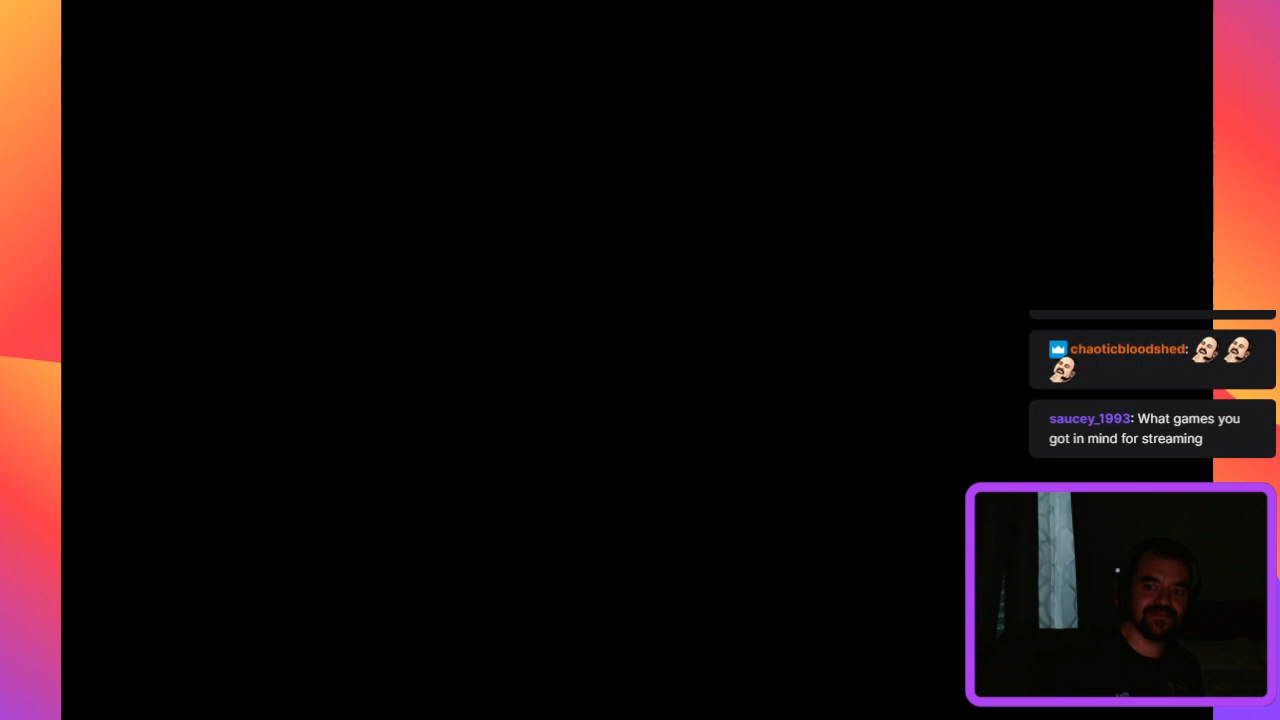 chaoticbloodshed:
saucey_1993: What games you
got in mind for streaming